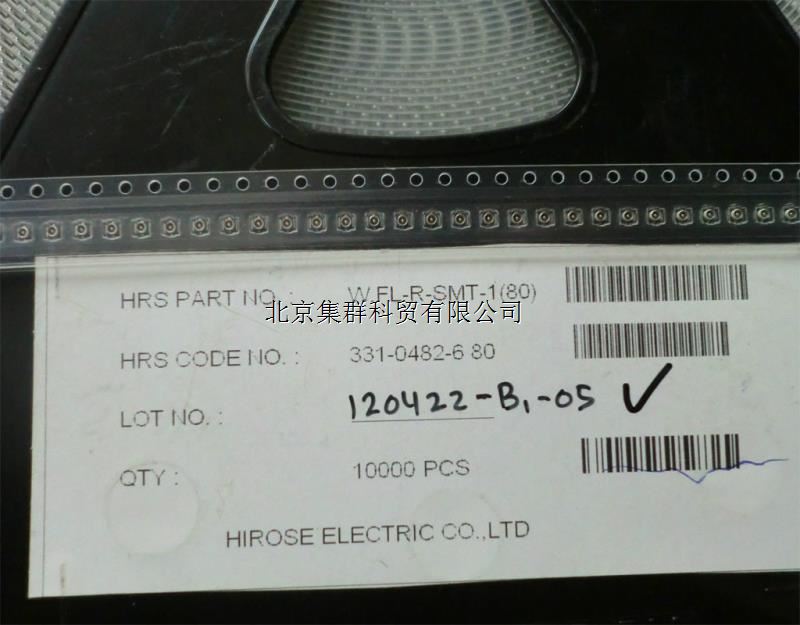 HRS PART NO. : W.FL-R-SMT-1(80)
北京集群科贸有限公司
HRS CODE NO. : 331-0482-6 80
LOT NO. : 120422-B1-05 ✓
QTY : 10000 PCS
HIROSE ELECTRIC CO.,LTD